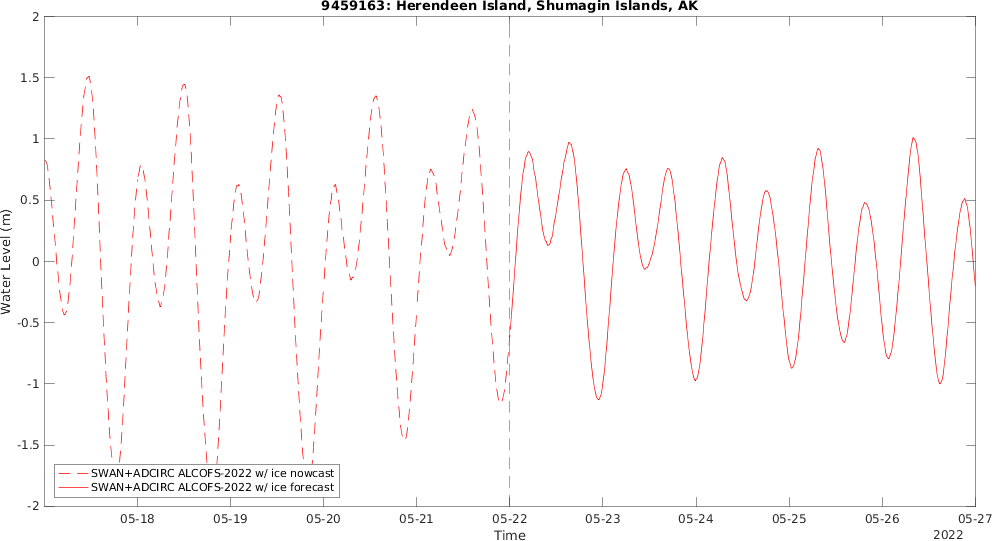 9459163: Herendeen Island, Shumagin Islands, AK
Water Level (m)
2
1.5
1
0.5
0
-0.5
-1
-1.5
-2
SWAN+ADCIRC ALCOFS-2022 w/ ice nowcast
SWAN+ADCIRC ALCOFS-2022 w/ ice forecast
05-18 05-19 05-20 05-21 05-22 05-23 05-24 05-25 05-26 05-27
Time
2022